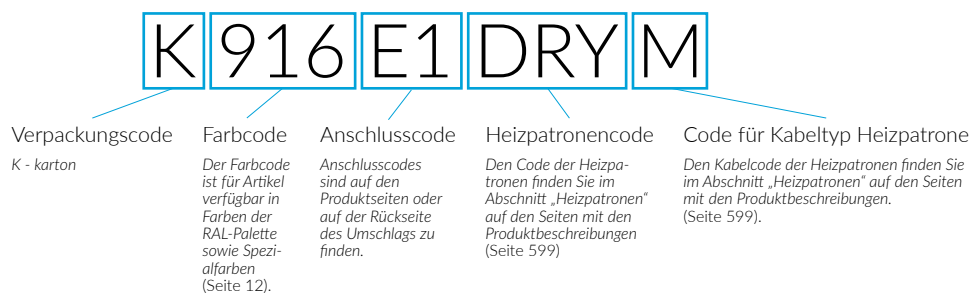 K 916 E1 DRY M
Verpackungscode
K - karton
Farbcode
Der Farbcode
ist für Artikel
verfügbar in
Farben der
RAL-Palette
sowie Spezi-
alfarben
(Seite 12).
Anschlusscode
Anschlusscodes
sind auf den
Produktseiten oder
auf der Rückseite
des Umschlags zu
finden.
Heizpatronencode
Den Code der Heizpa-
tronen finden Sie im
Abschnitt „Heizpatronen“
auf den Seiten mit den
Produktbeschreibungen
(Seite 599)
Code für Kabeltyp Heizpatrone
Den Kabelcode der Heizpatronen finden Sie
im Abschnitt „Heizpatronen“ auf den Seiten
mit den Produktbeschreibungen.
(Seite 599).